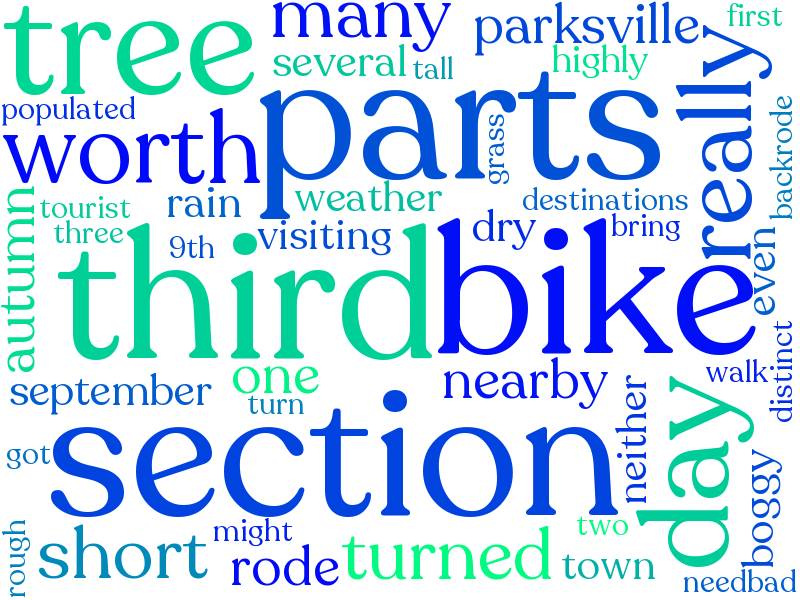 tree
many
parksville
first
several
tall
highly
populated
worth
parts
grass
really
backrode
autumn
tourist
rain
weather
destinations
three
9th
visiting
dry
bring
even
third
bike
distinct
september
one
turn
nearby
walk
got
section
neither
day
boggy
rough
short
might
rode
turned
two
town
needbad